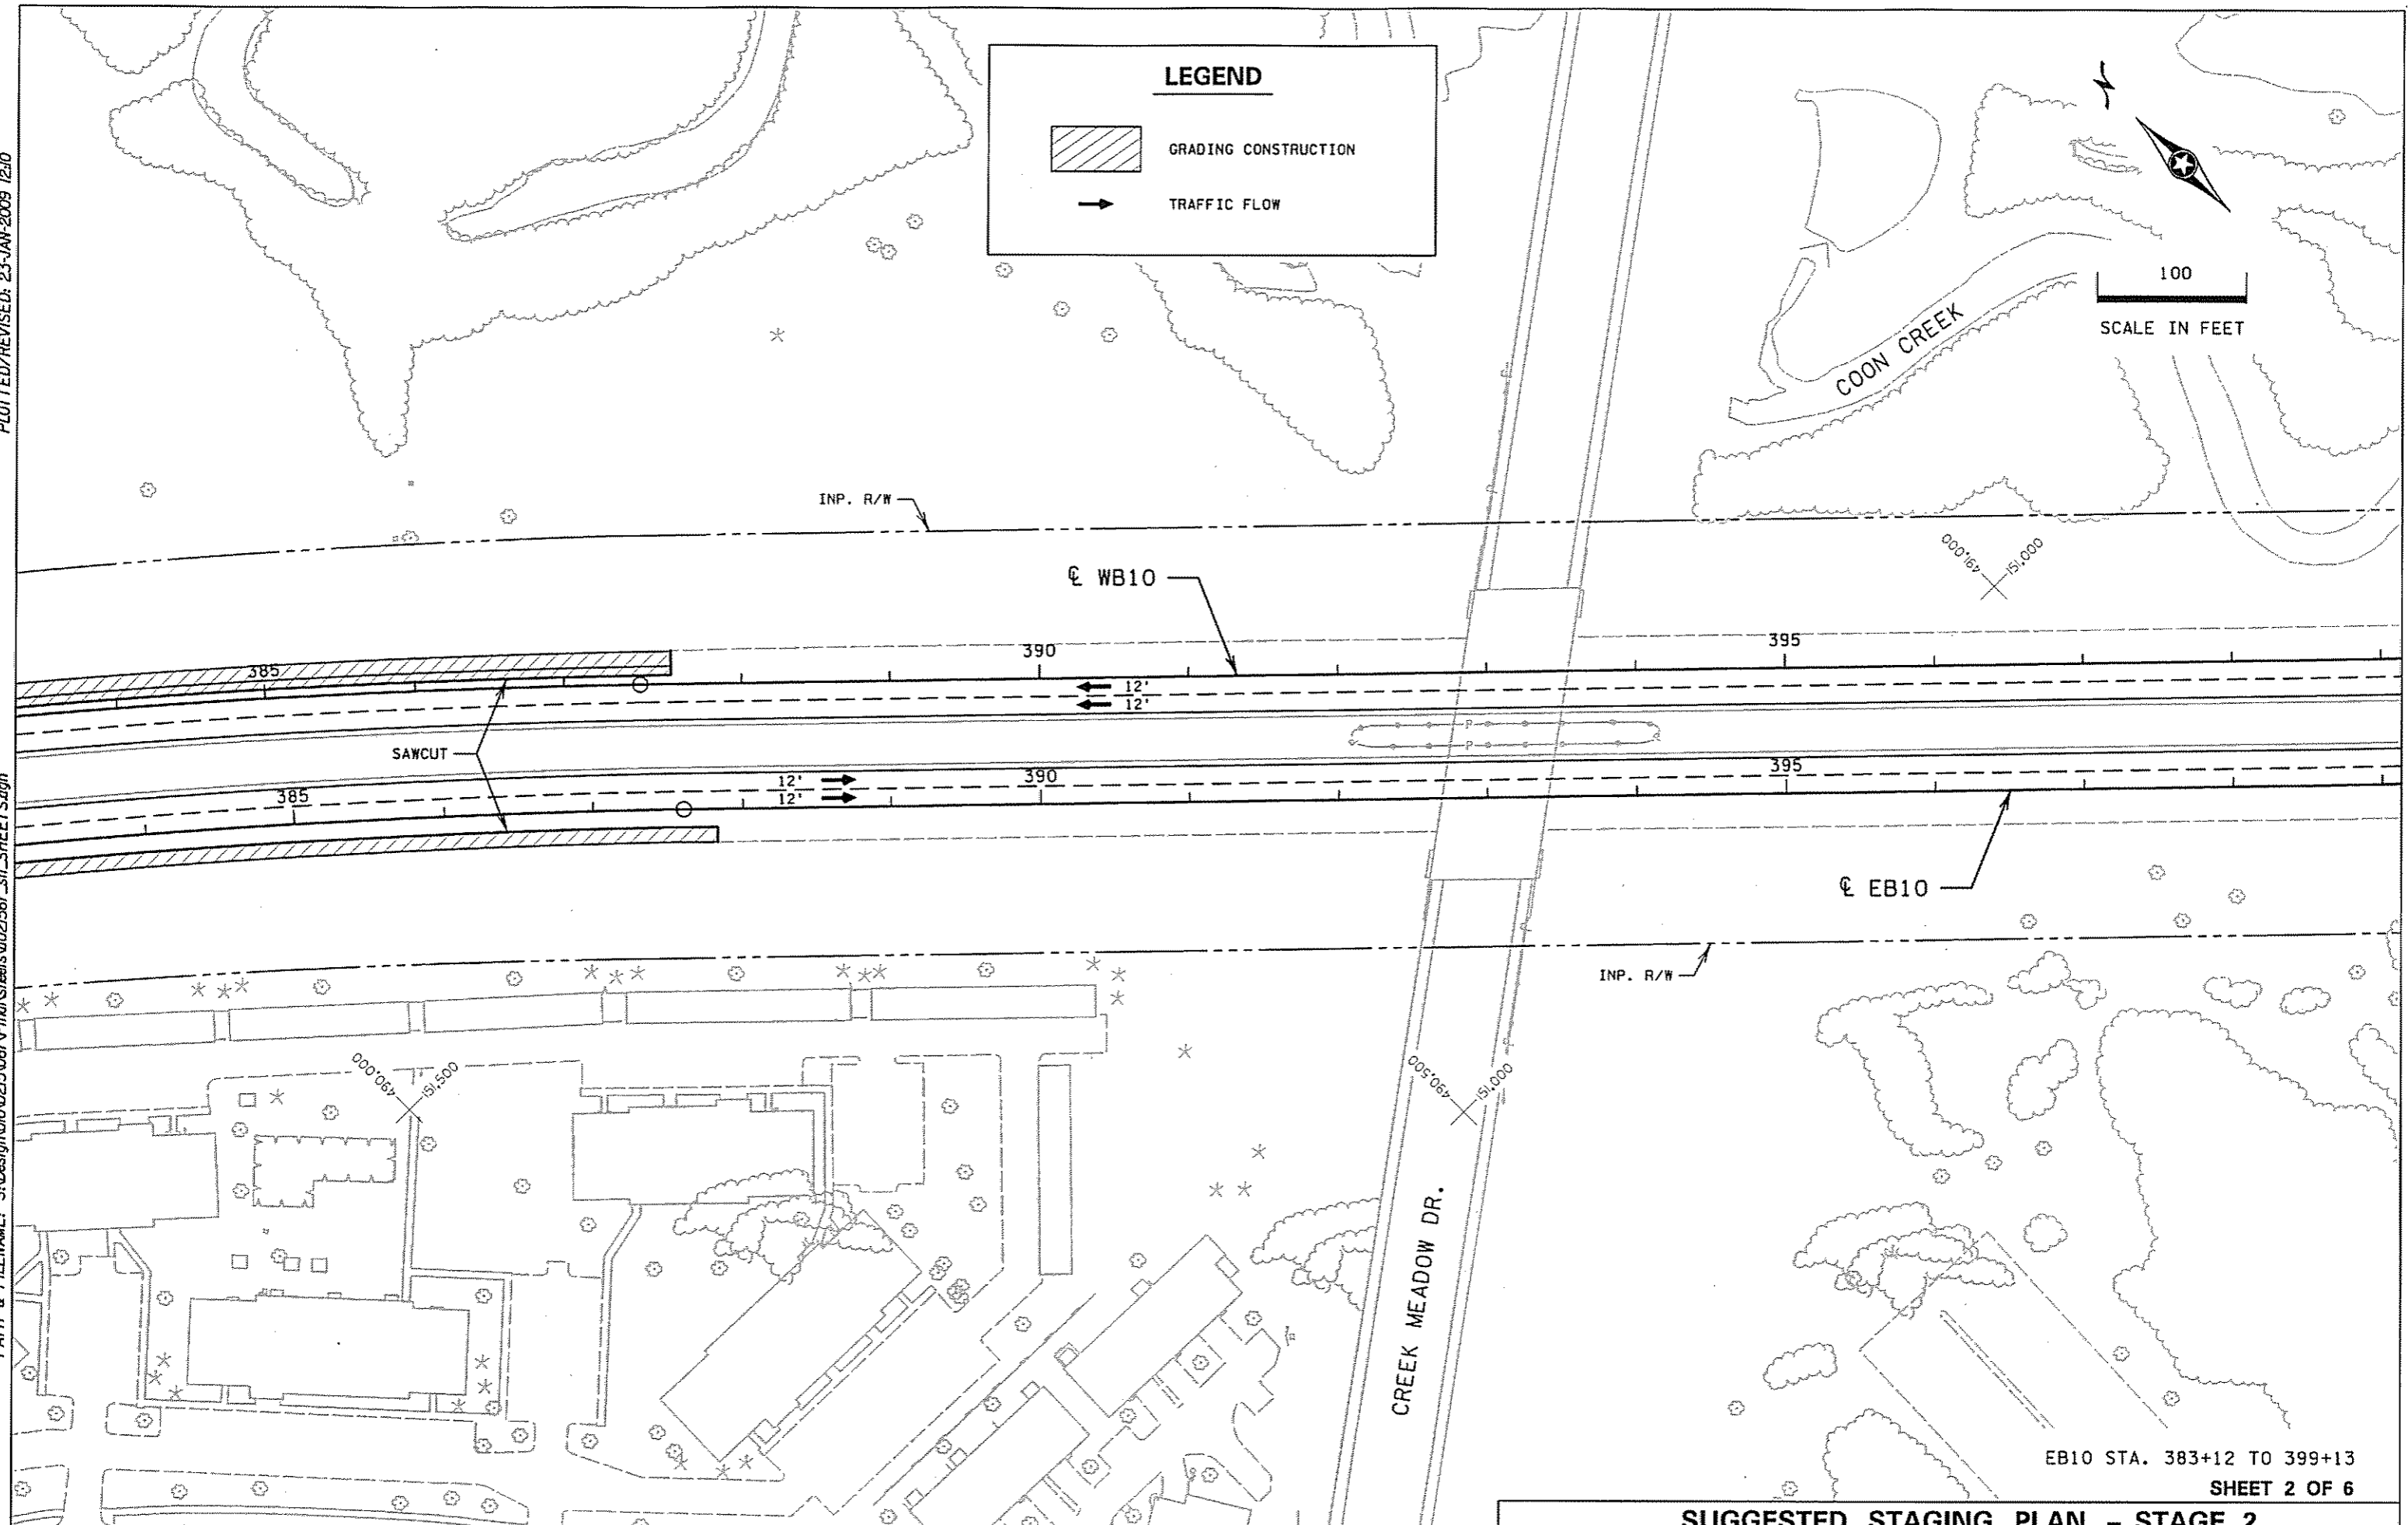 PLOTTED/REVISED: 23-JAN-2009 12:10
LEGEND
GRADING CONSTRUCTION
TRAFFIC FLOW
N
100
SCALE IN FEET
COON CREEK
INP. R/W
491,000
151,000
℄ WB10
385
390
395
12'
12'
SAWCUT
P
P
12'
12'
385
390
395
℄ EB10
INP. R/W
490,000
151,500
490,500
151,000
CREEK MEADOW DR.
EB10 STA. 383+12 TO 399+13
SHEET 2 OF 6
SUGGESTED STAGING PLAN - STAGE 2